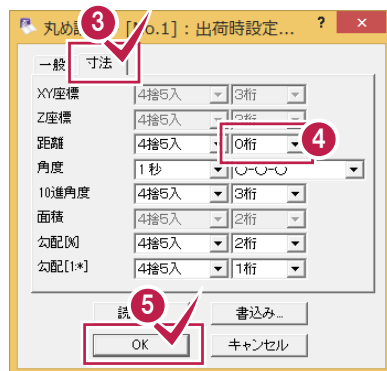 丸め [No.1]：出荷時設定... ? ×
3
一般 寸法
XY座標 4捨5入 3桁
Z座標 4捨5入 3桁
距離 4捨5入 0桁
4
角度 1秒 O-O-O
10進角度 4捨5入 3桁
面積 4捨5入 2桁
勾配[%] 4捨5入 2桁
勾配[1:*] 4捨5入 1桁
読 書込み...
5
OK キャンセル